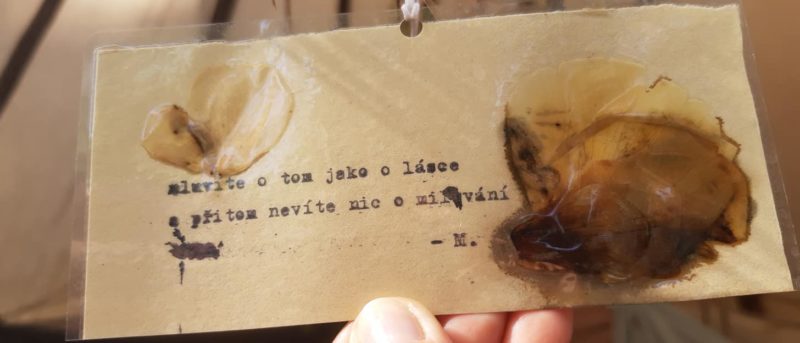 mluvíte o tom jako o lásce
a přitom nevíte nic o milování
- M.